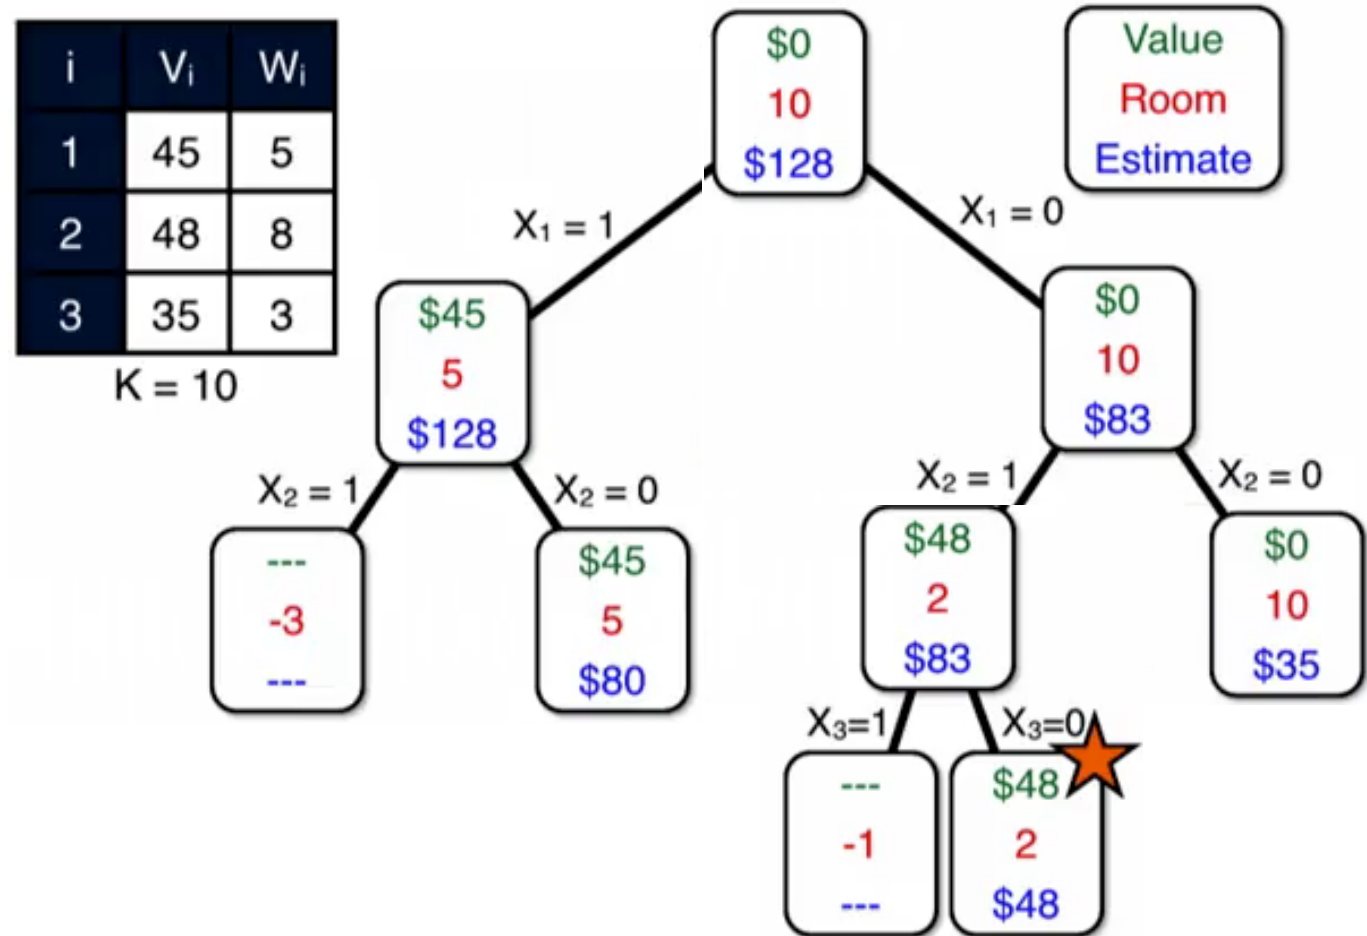 i Vᵢ Wᵢ
1 45 5
2 48 8
3 35 3
K = 10
$0
10
$128
Value
Room
Estimate
X₁ = 1
X₁ = 0
$45
5
$128
$0
10
$83
X₂ = 1
X₂ = 0
X₂ = 1
X₂ = 0
---
-3
---
$45
5
$80
$48
2
$83
$0
10
$35
X₃=1
X₃=0
---
-1
---
$48
2
$48